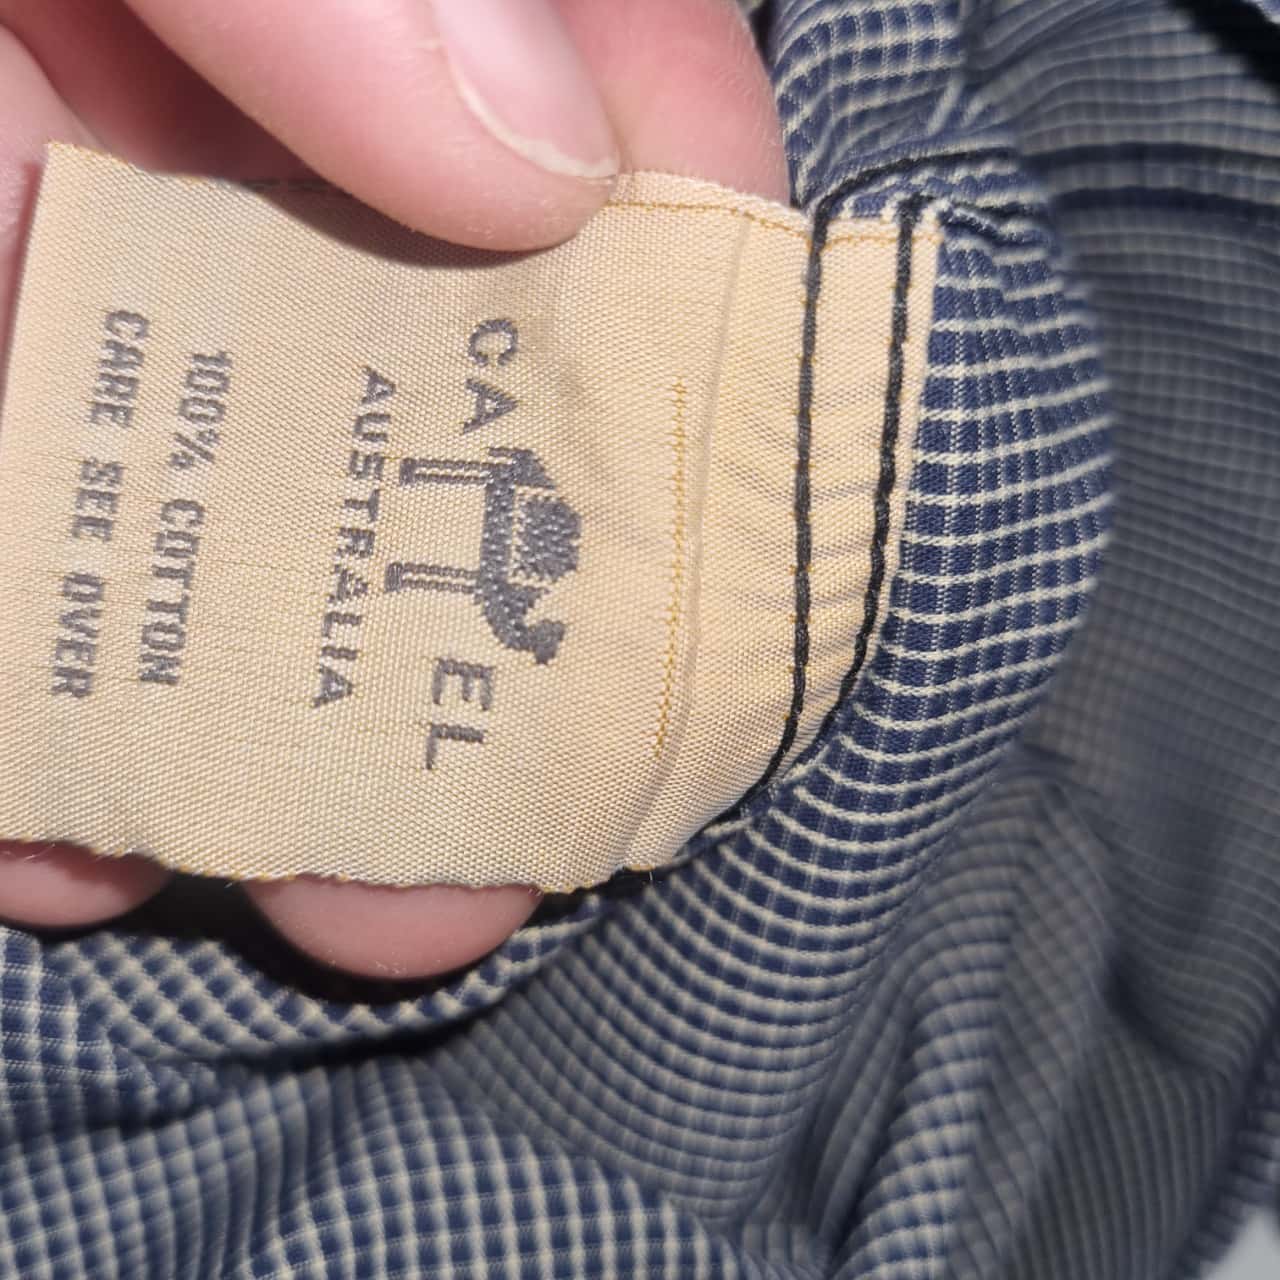 CA EL
AUSTRALIA
100% COTTON
CARE SEE OVER